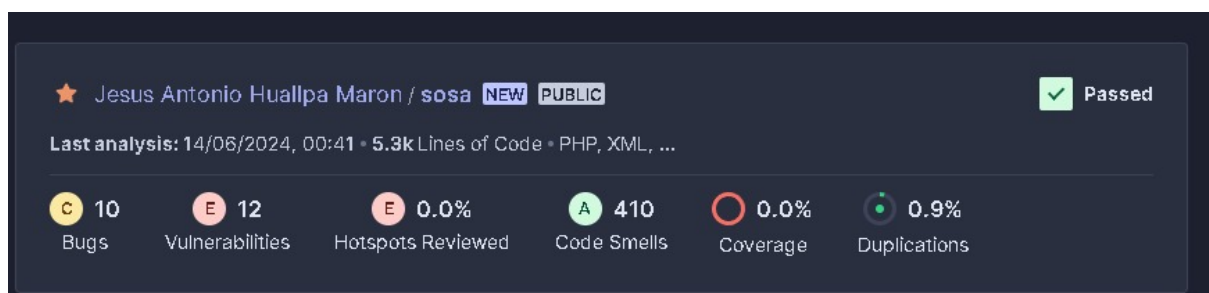 Jesus Antonio Huallpa Maron / sosa NEW PUBLIC Passed
Last analysis: 14/06/2024, 00:41 • 5.3k Lines of Code • PHP, XML, ...
C 10 E 12 E 0.0% A 410 0.0% 0.9%
Bugs Vulnerabilities Hotspots Reviewed Code Smells Coverage Duplications